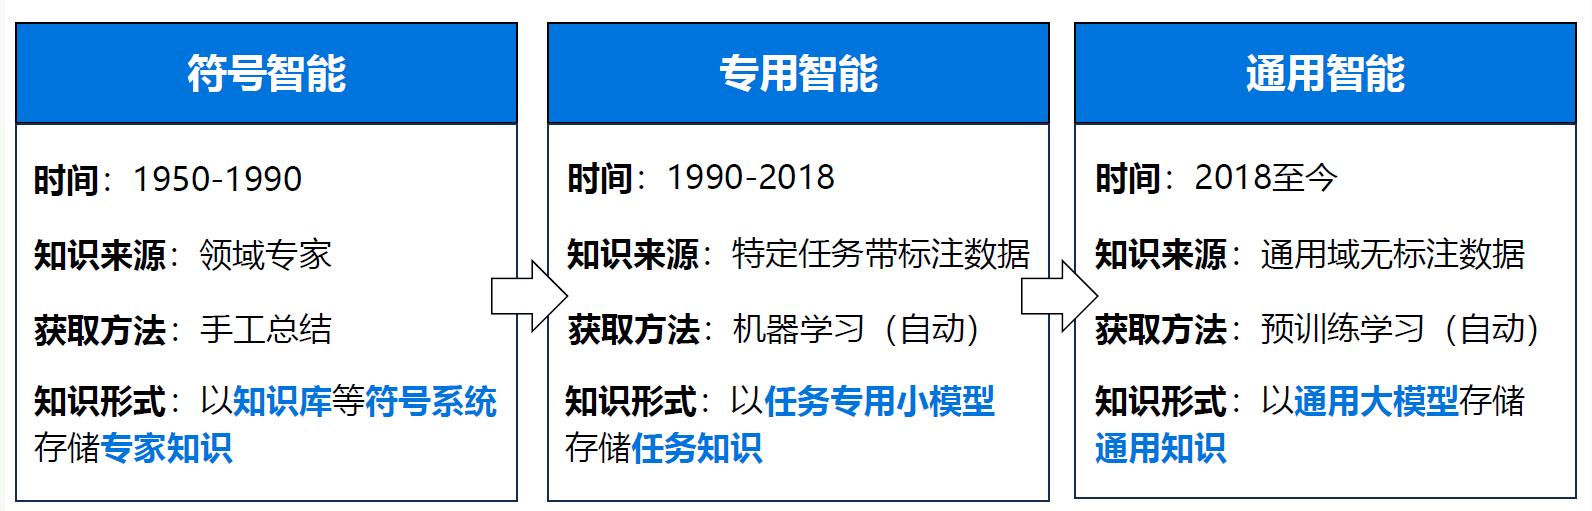 符号智能
时间：1950-1990
知识来源：领域专家
获取方法：手工总结
知识形式：以知识库等符号系统
存储专家知识
专用智能
时间：1990-2018
知识来源：特定任务带标注数据
获取方法：机器学习（自动）
知识形式：以任务专用小模型
存储任务知识
通用智能
时间：2018至今
知识来源：通用域无标注数据
获取方法：预训练学习（自动）
知识形式：以通用大模型存储
通用知识